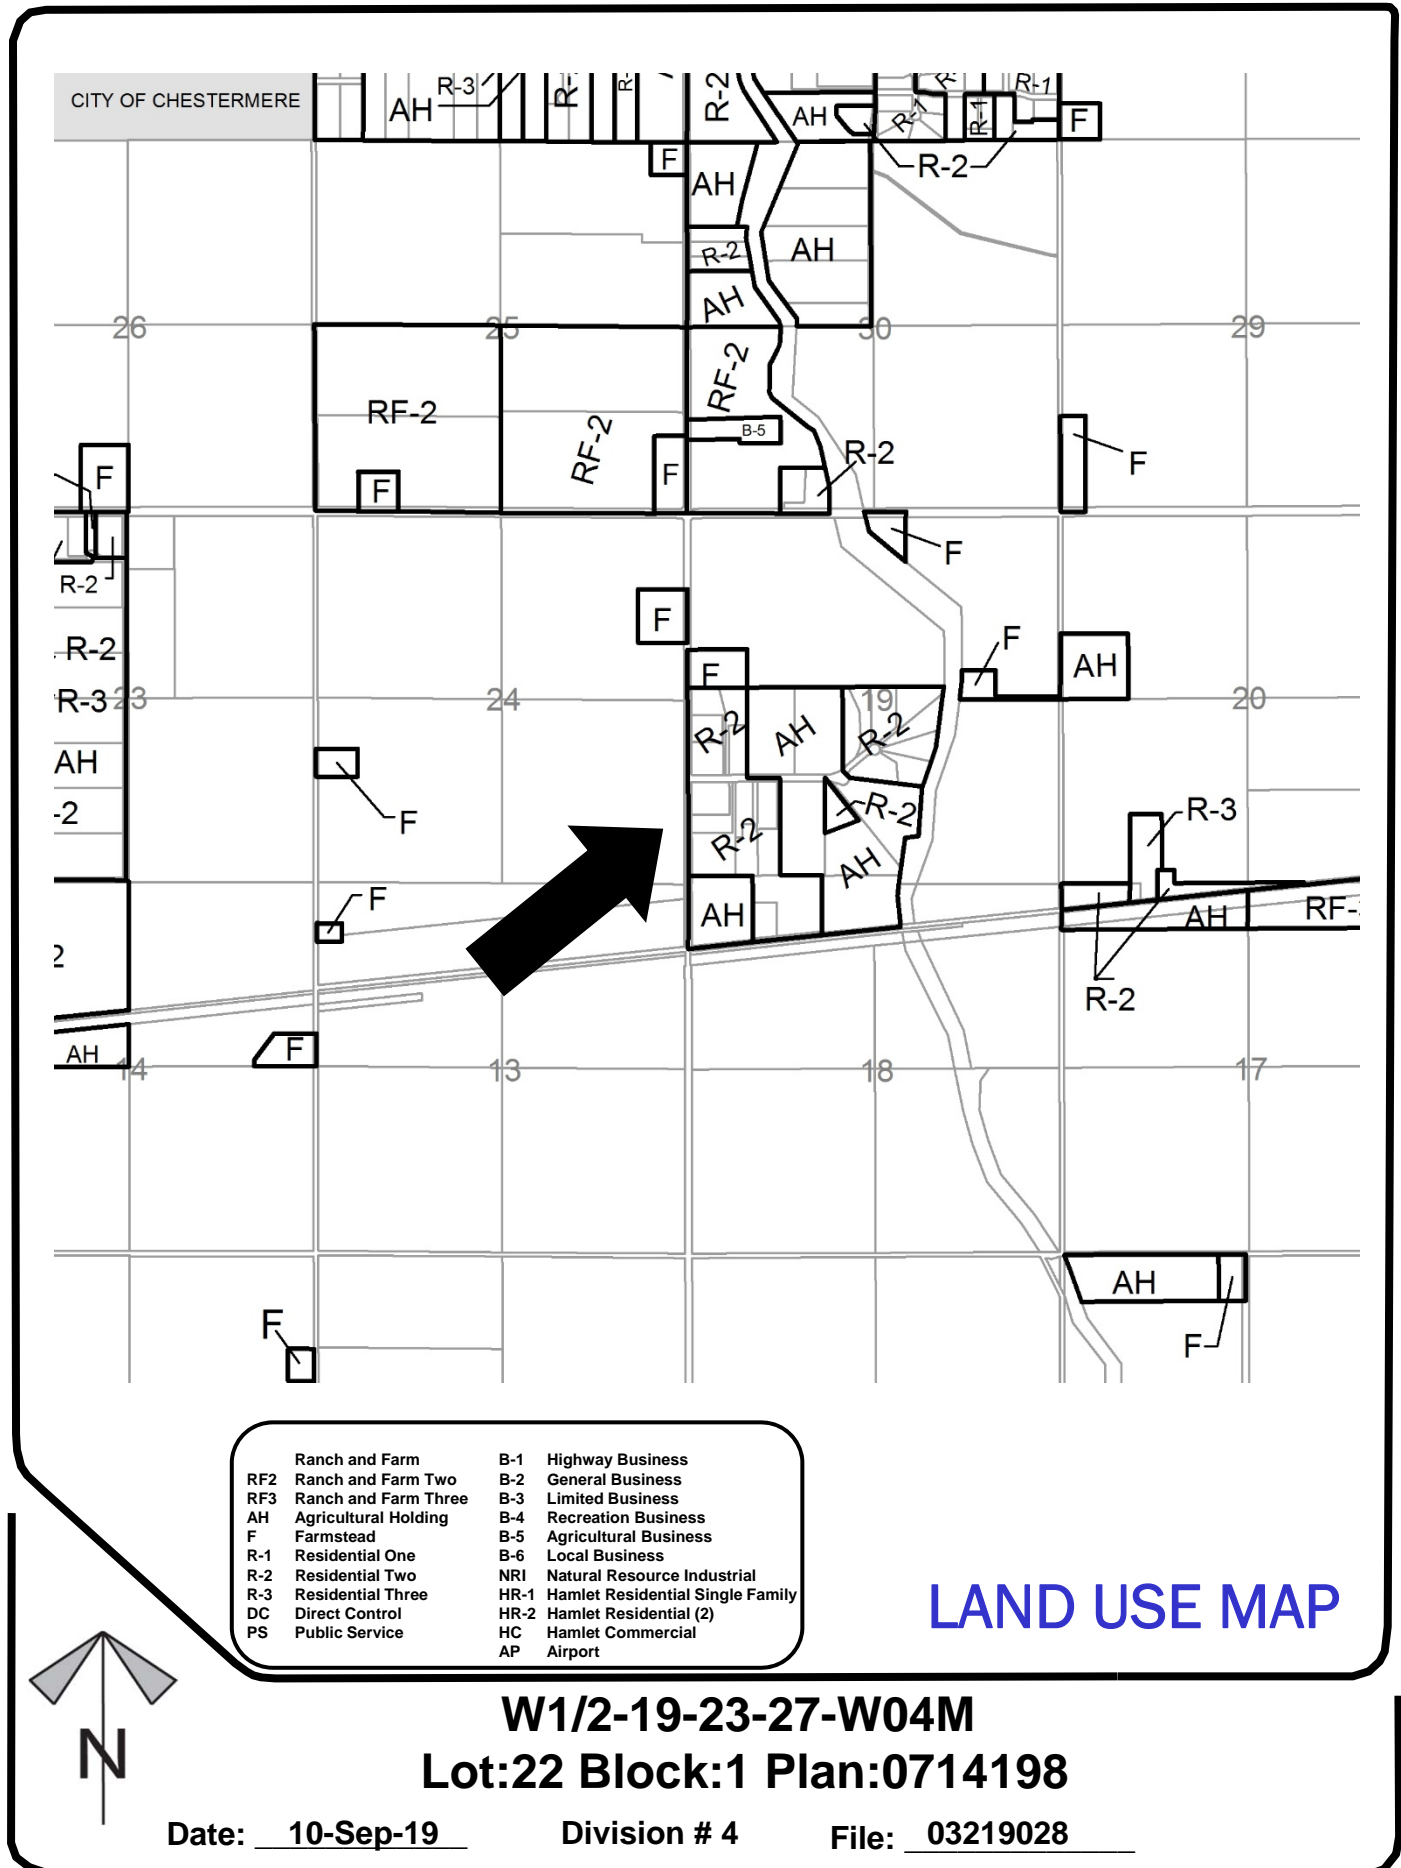 CITY OF CHESTERMERE
AH
R-3
R-2
AH
R-1
R-1
R-1
F
R-2
F
AH
R-2
AH
AH
26
25
30
29
RF-2
RF-2
RF-2
B-5
R-2
F
F
F
F
F
R-2
R-2
R-3
AH
-2
23
24
19
20
F
F
F
AH
R-2
AH
R-2
R-2
R-2
AH
AH
F
F
R-3
AH
RF-
R-2
2
AH
F
14
13
18
17
AH
F
F
Ranch and Farm
RF2 Ranch and Farm Two
RF3 Ranch and Farm Three
AH Agricultural Holding
F Farmstead
R-1 Residential One
R-2 Residential Two
R-3 Residential Three
DC Direct Control
PS Public Service
B-1 Highway Business
B-2 General Business
B-3 Limited Business
B-4 Recreation Business
B-5 Agricultural Business
B-6 Local Business
NRI Natural Resource Industrial
HR-1 Hamlet Residential Single Family
HR-2 Hamlet Residential (2)
HC Hamlet Commercial
AP Airport
LAND USE MAP
N
W1/2-19-23-27-W04M
Lot:22 Block:1 Plan:0714198
Date: 10-Sep-19 Division # 4 File: 03219028